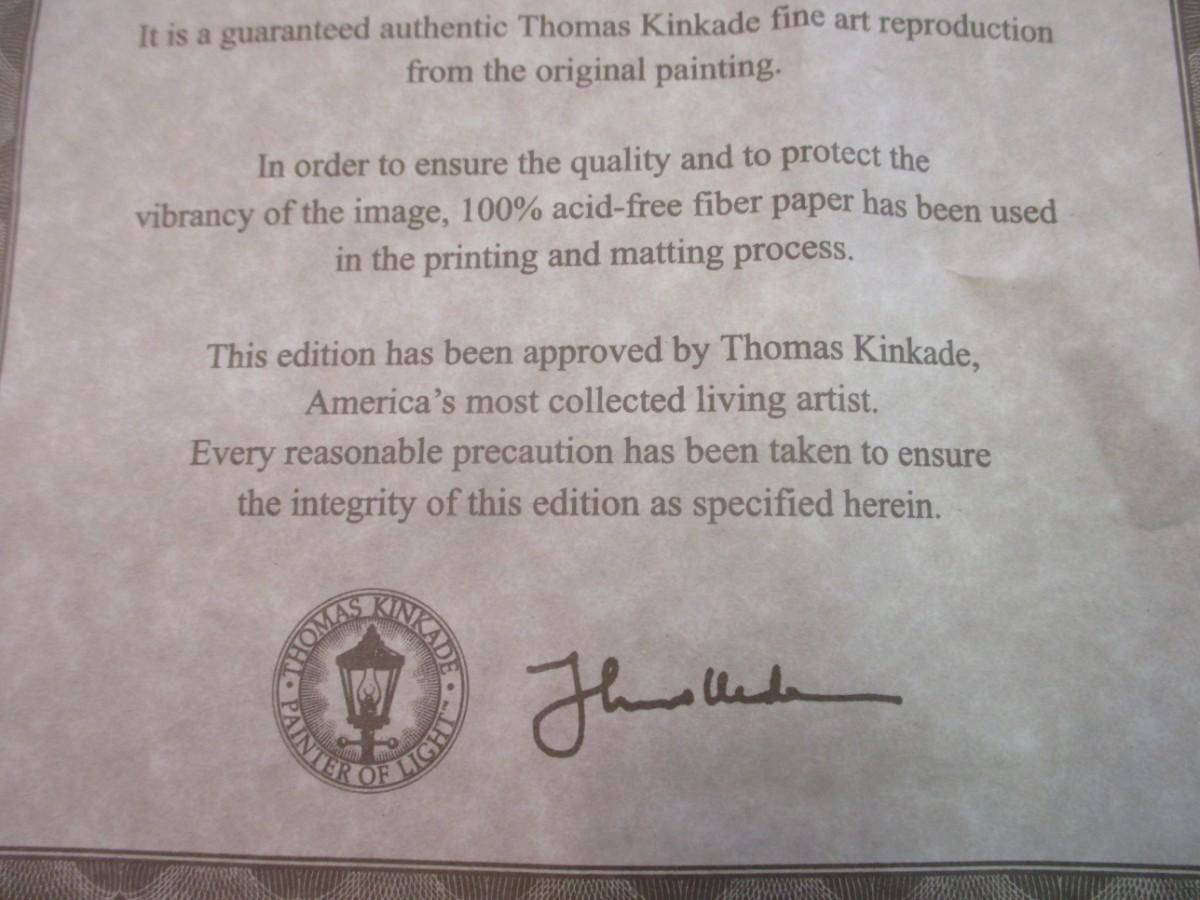 It is a guaranteed authentic Thomas Kinkade fine art reproduction
from the original painting.
In order to ensure the quality and to protect the
vibrancy of the image, 100% acid-free fiber paper has been used
in the printing and matting process.
This edition has been approved by Thomas Kinkade,
America's most collected living artist.
Every reasonable precaution has been taken to ensure
the integrity of this edition as specified herein.
THOMAS KINKADE
• PAINTER OF LIGHT™ •